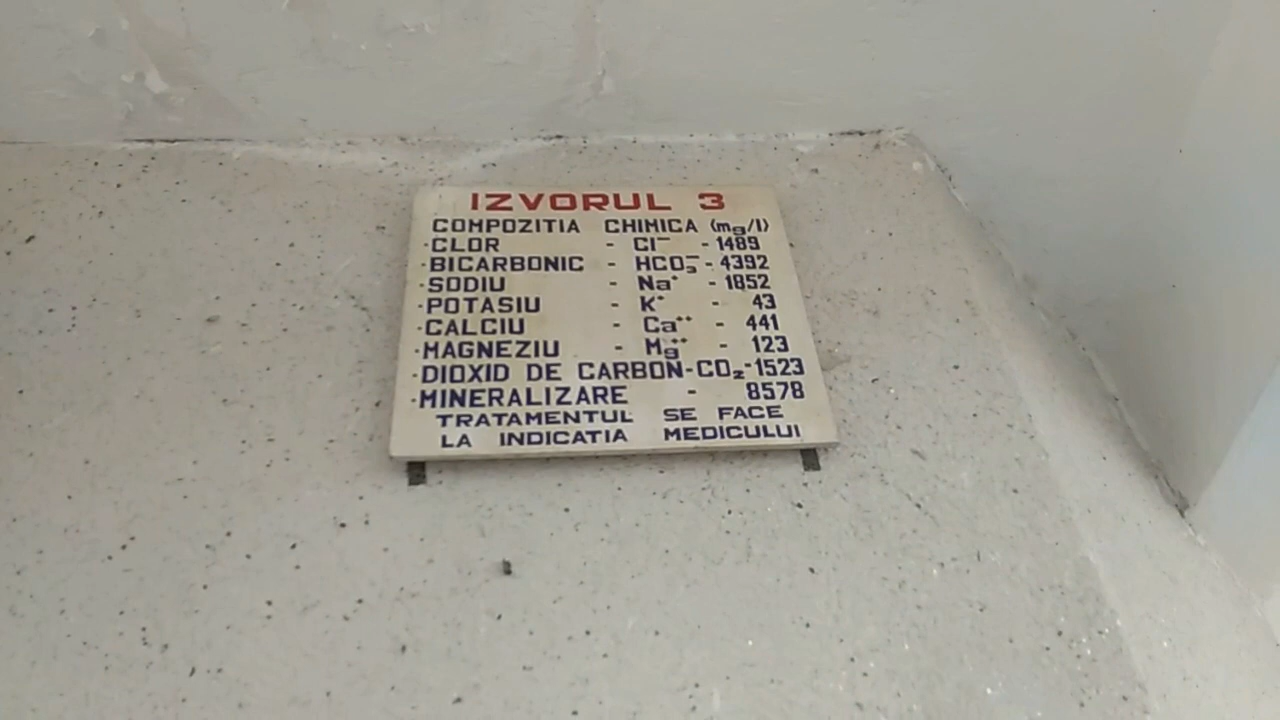 IZVORUL 3
COMPOZITIA CHIMICA (mg/l)
·CLOR - Cl⁻ - 1489
·BICARBONIC - HCO₃⁻ - 4392
·SODIU - Na⁺ - 1852
·POTASIU - K⁺ - 43
·CALCIU - Ca⁺⁺ - 441
·MAGNEZIU - Mg⁺⁺ - 123
·DIOXID DE CARBON-CO₂-1523
·MINERALIZARE - 8578
TRATAMENTUL SE FACE
LA INDICATIA MEDICULUI